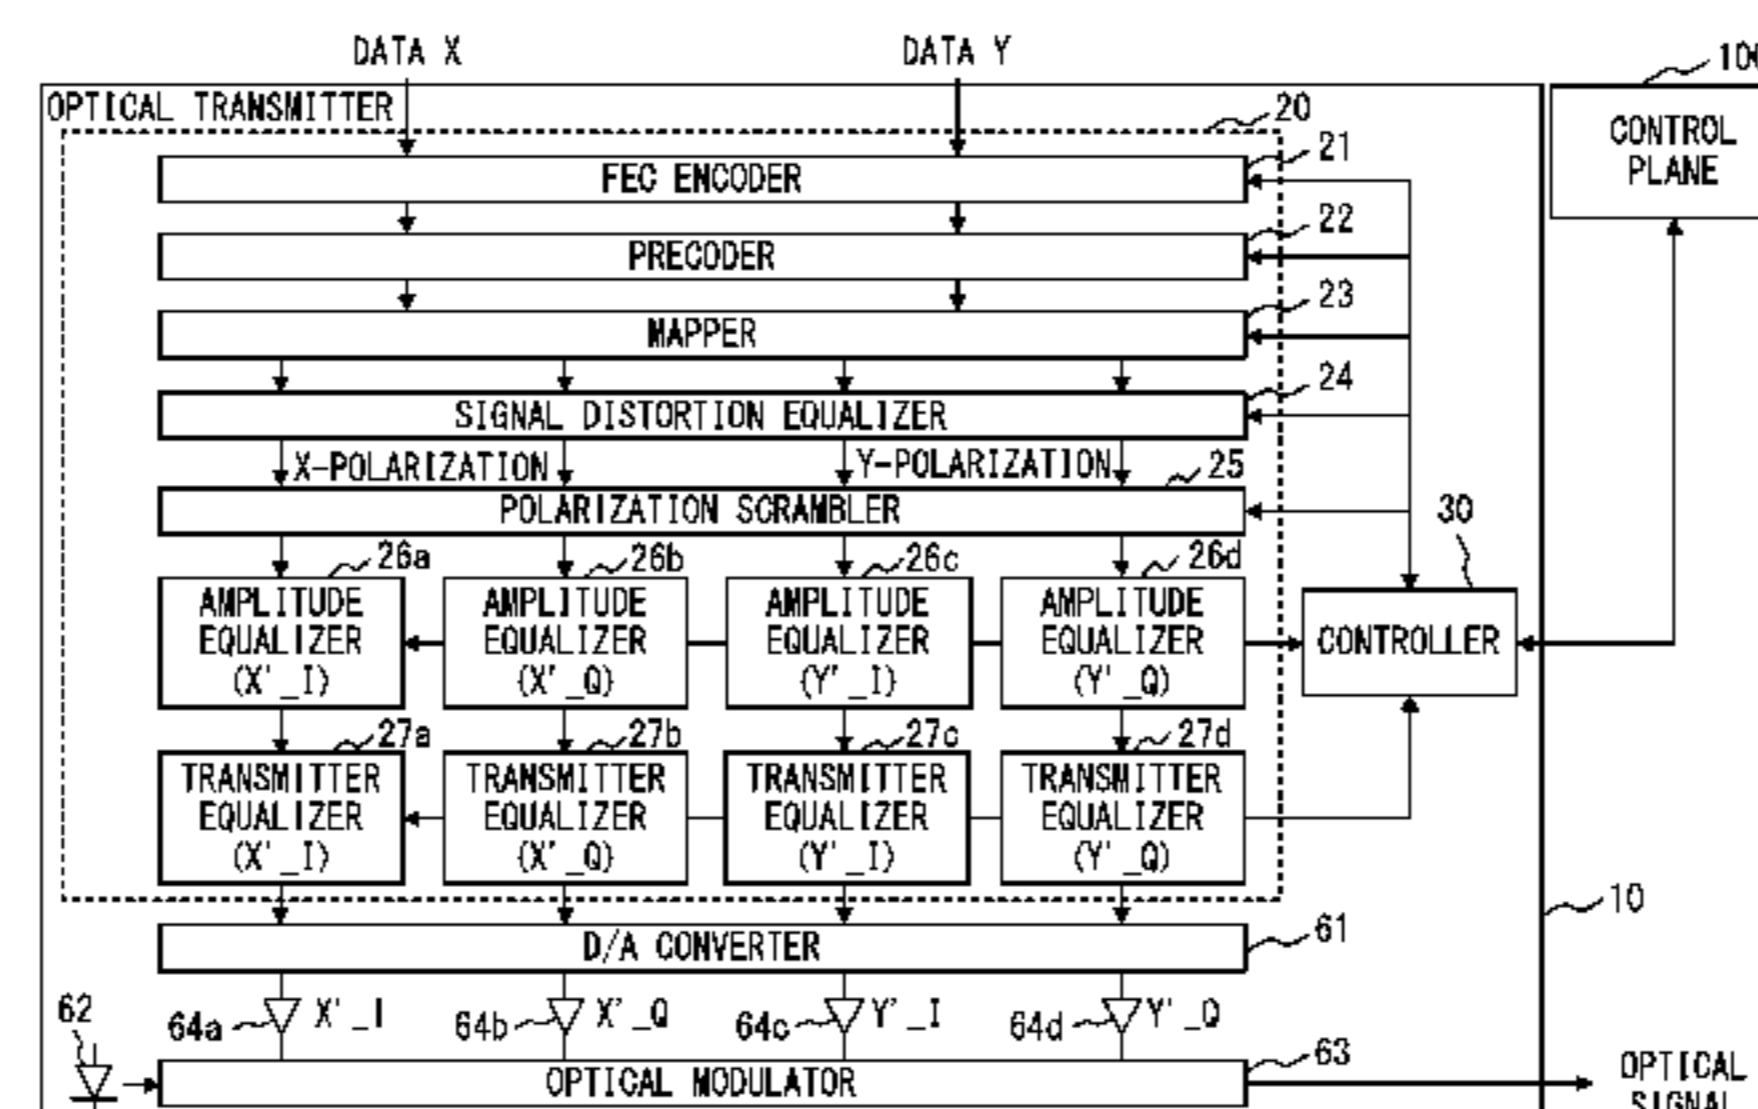 DATA X
DATA Y
OPTICAL TRANSMITTER
20
CONTROL
PLANE
21
FEC ENCODER
22
PRECODER
23
MAPPER
24
SIGNAL DISTORTION EQUALIZER
X-POLARIZATION
Y-POLARIZATION
25
POLARIZATION SCRAMBLER
30
26a
26b
26c
26d
AMPLITUDE
EQUALIZER
(X'_I)
AMPLITUDE
EQUALIZER
(X'_Q)
AMPLITUDE
EQUALIZER
(Y'_I)
AMPLITUDE
EQUALIZER
(Y'_Q)
CONTROLLER
27a
27b
27c
27d
TRANSMITTER
EQUALIZER
(X'_I)
TRANSMITTER
EQUALIZER
(X'_Q)
TRANSMITTER
EQUALIZER
(Y'_I)
TRANSMITTER
EQUALIZER
(Y'_Q)
10
D/A CONVERTER
61
62
64a
X'_I
64b
X'_Q
64c
Y'_I
64d
Y'_Q
OPTICAL MODULATOR
63
OPTICAL
SIGNAL